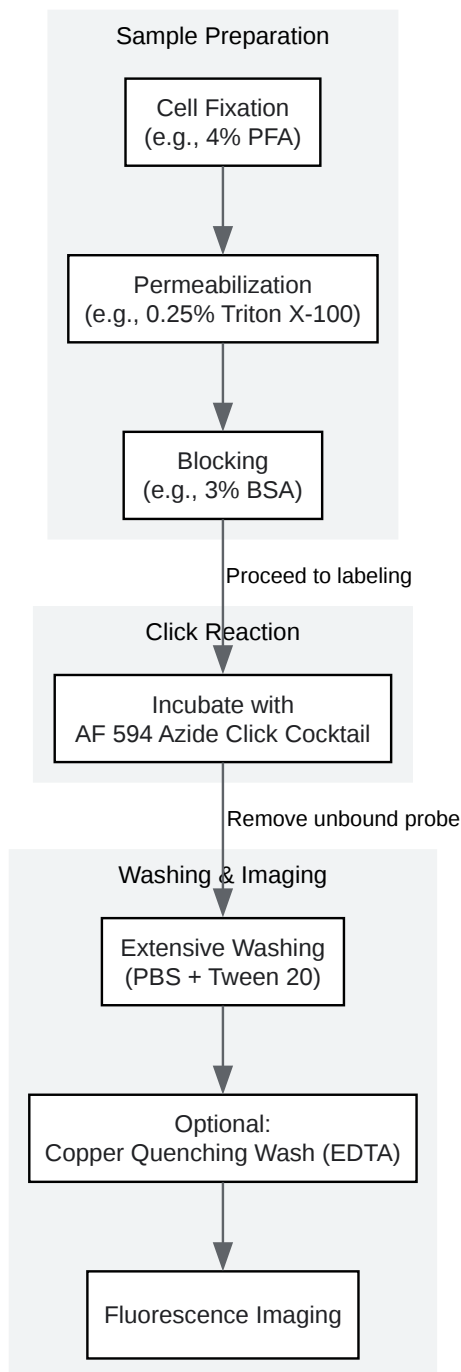 Sample Preparation
Cell Fixation
(e.g., 4% PFA)
Permeabilization
(e.g., 0.25% Triton X-100)
Blocking
(e.g., 3% BSA)
Proceed to labeling
Click Reaction
Incubate with
AF 594 Azide Click Cocktail
Remove unbound probe
Washing & Imaging
Extensive Washing
(PBS + Tween 20)
Optional:
Copper Quenching Wash (EDTA)
Fluorescence Imaging